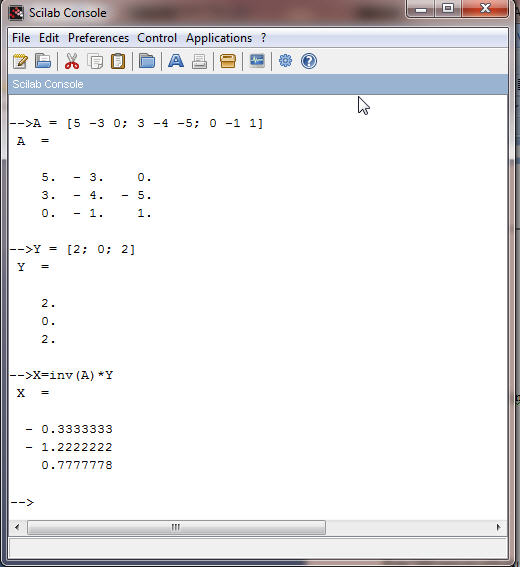 Scilab Console
File Edit Preferences Control Applications ?
Scilab Console
-->A = [5 -3 0; 3 -4 -5; 0 -1 1]
A =
5. - 3. 0.
3. - 4. - 5.
0. - 1. 1.
-->Y = [2; 0; 2]
Y =
2.
0.
2.
-->X=inv(A)*Y
X =
- 0.3333333
- 1.2222222
0.7777778
-->